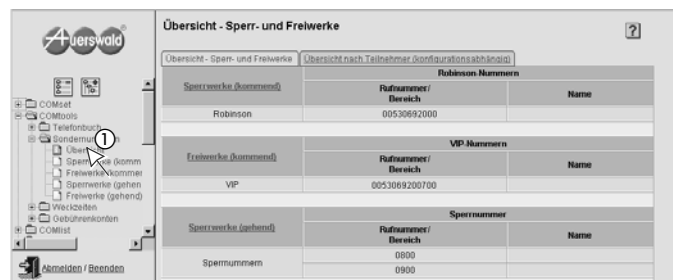 Auerswald
COMset
COMtools
Telefonbuch
Übersicht
Sperrwerke (komm
Freiwerke (kommer
Sperrwerke (gehen
Freiwerke (gehend)
Weckzeiten
Gebührenkonten
COMlist
Abmelden / Beenden
1
Übersicht - Sperr- und Freiwerke
?
Übersicht - Sperr- und Freiwerke Übersicht nach Teilnehmer (konfigurationsabhängig)
Sperrwerke (kommend)
Robinson-Nummern
Rufnummer/
Bereich
Name
Robinson 00530692000
Freiwerke (kommend)
VIP-Nummern
Rufnummer/
Bereich
Name
VIP 0053069200700
Sperrwerke (gehend)
Sperrnummer
Rufnummer/
Bereich
Name
Sperrnummern
0800
0900